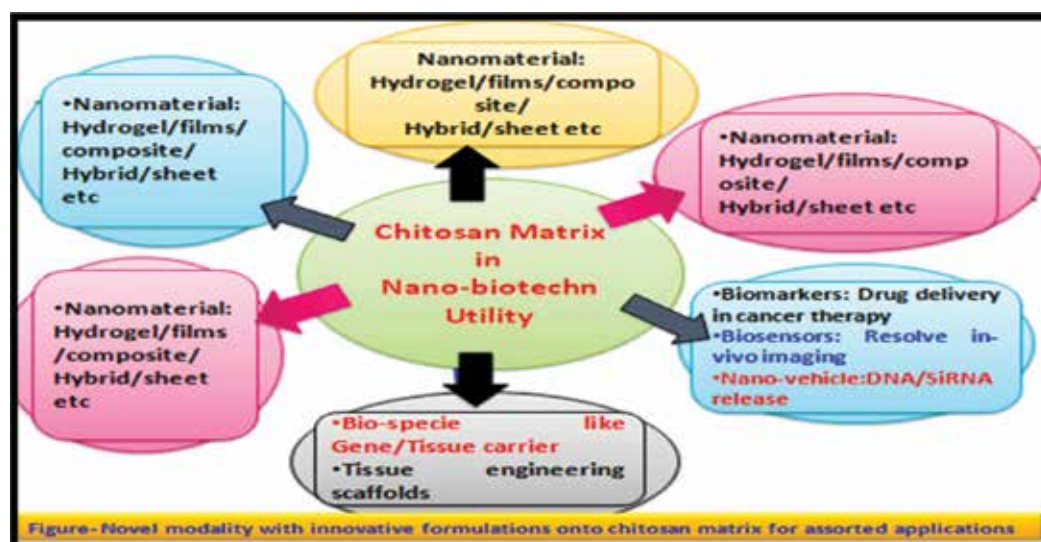 Nanomaterial:
Hydrogel/films/compo
site/
Hybrid/sheet etc
•Nanomaterial:
Hydrogel/films/
composite/
Hybrid/sheet
etc
•Nanomaterial:
Hydrogel/films/comp
osite/
Hybrid/sheet etc
Chitosan Matrix
in
Nano-biotechn
Utility
•Nanomaterial:
Hydrogel/films
/composite/
Hybrid/sheet
etc
•Biomarkers: Drug delivery
in cancer therapy
•Biosensors: Resolve in-
vivo imaging
•Nano-vehicle:DNA/SiRNA
release
•Bio-specie like
Gene/Tissue carrier
•Tissue engineering
scaffolds
Figure-Novel modality with innovative formulations onto chitosan matrix for assorted applications